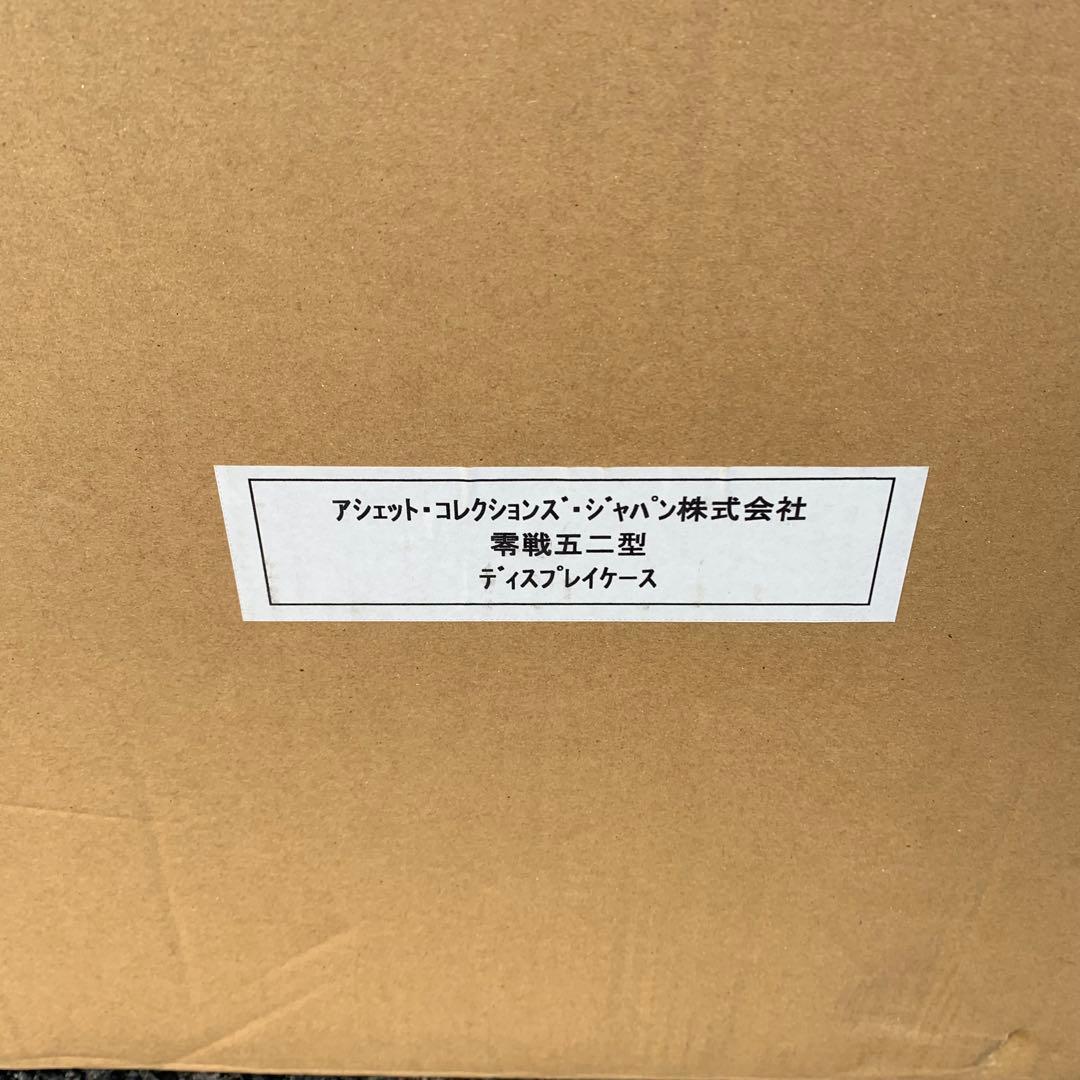 アシェット・コレクションズ・ジャパン株式会社
零戦五二型
ディスプレイケース